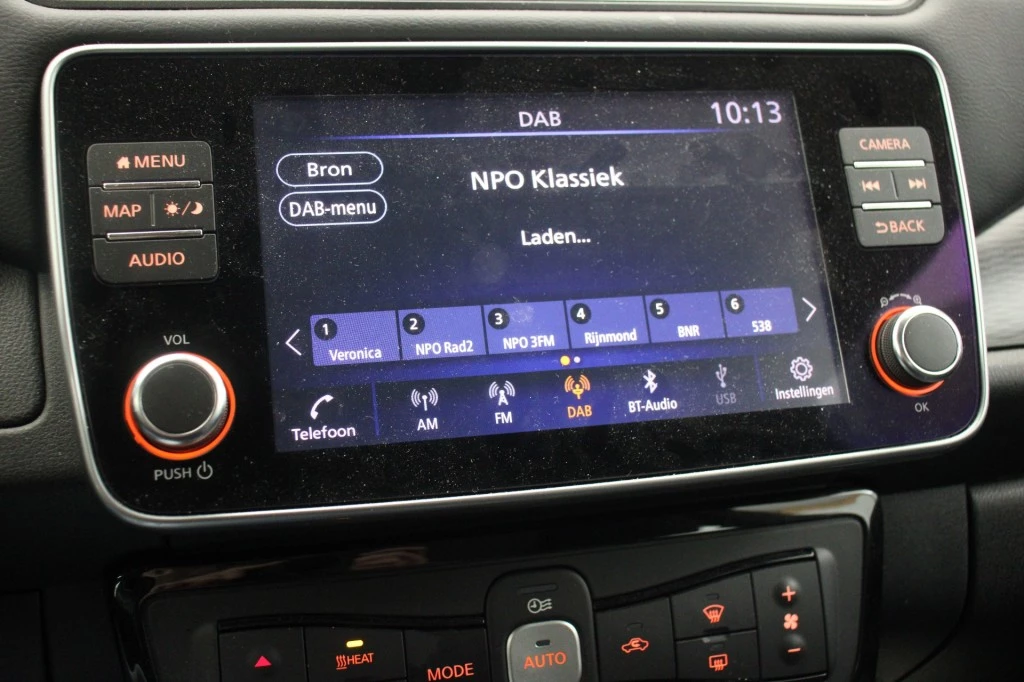 DAB
10:13
MENU
Bron
NPO Klassiek
CAMERA
MAP
DAB-menu
AUDIO
Laden...
BACK
1 Veronica
2 NPO Rad2
3 NPO 3FM
4 Rijnmond
5 BNR
6 538
VOL
PUSH
Telefoon
AM
FM
DAB
BT-Audio
USB
Instellingen
OK
HEAT
MODE
AUTO